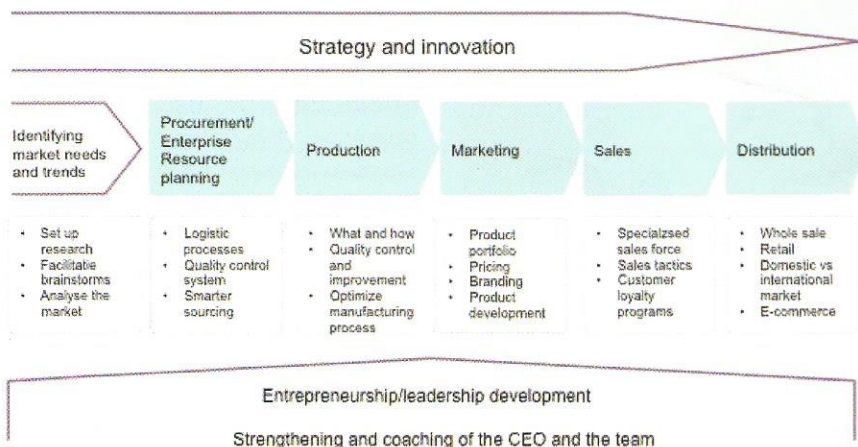 Strategy and innovation
Identifying
market needs
and trends
Procurement/
Enterprise
Resource
planning
Production
Marketing
Sales
Distribution
• Set up
research
• Facilitatie
brainstorms
• Analyse the
market
• Logistic
processes
• Quality control
system
• Smarter
sourcing
• What and how
• Quality control
and
improvement
• Optimize
manufacturing
process
• Product
portfolio
• Pricing
• Branding
• Product
development
• Specialzsed
sales force
• Sales tactics
• Customer
loyalty
programs
• Whole sale
• Retail
• Domestic vs
international
market
• E-commerce
Entrepreneurship/leadership development
Strengthening and coaching of the CEO and the team